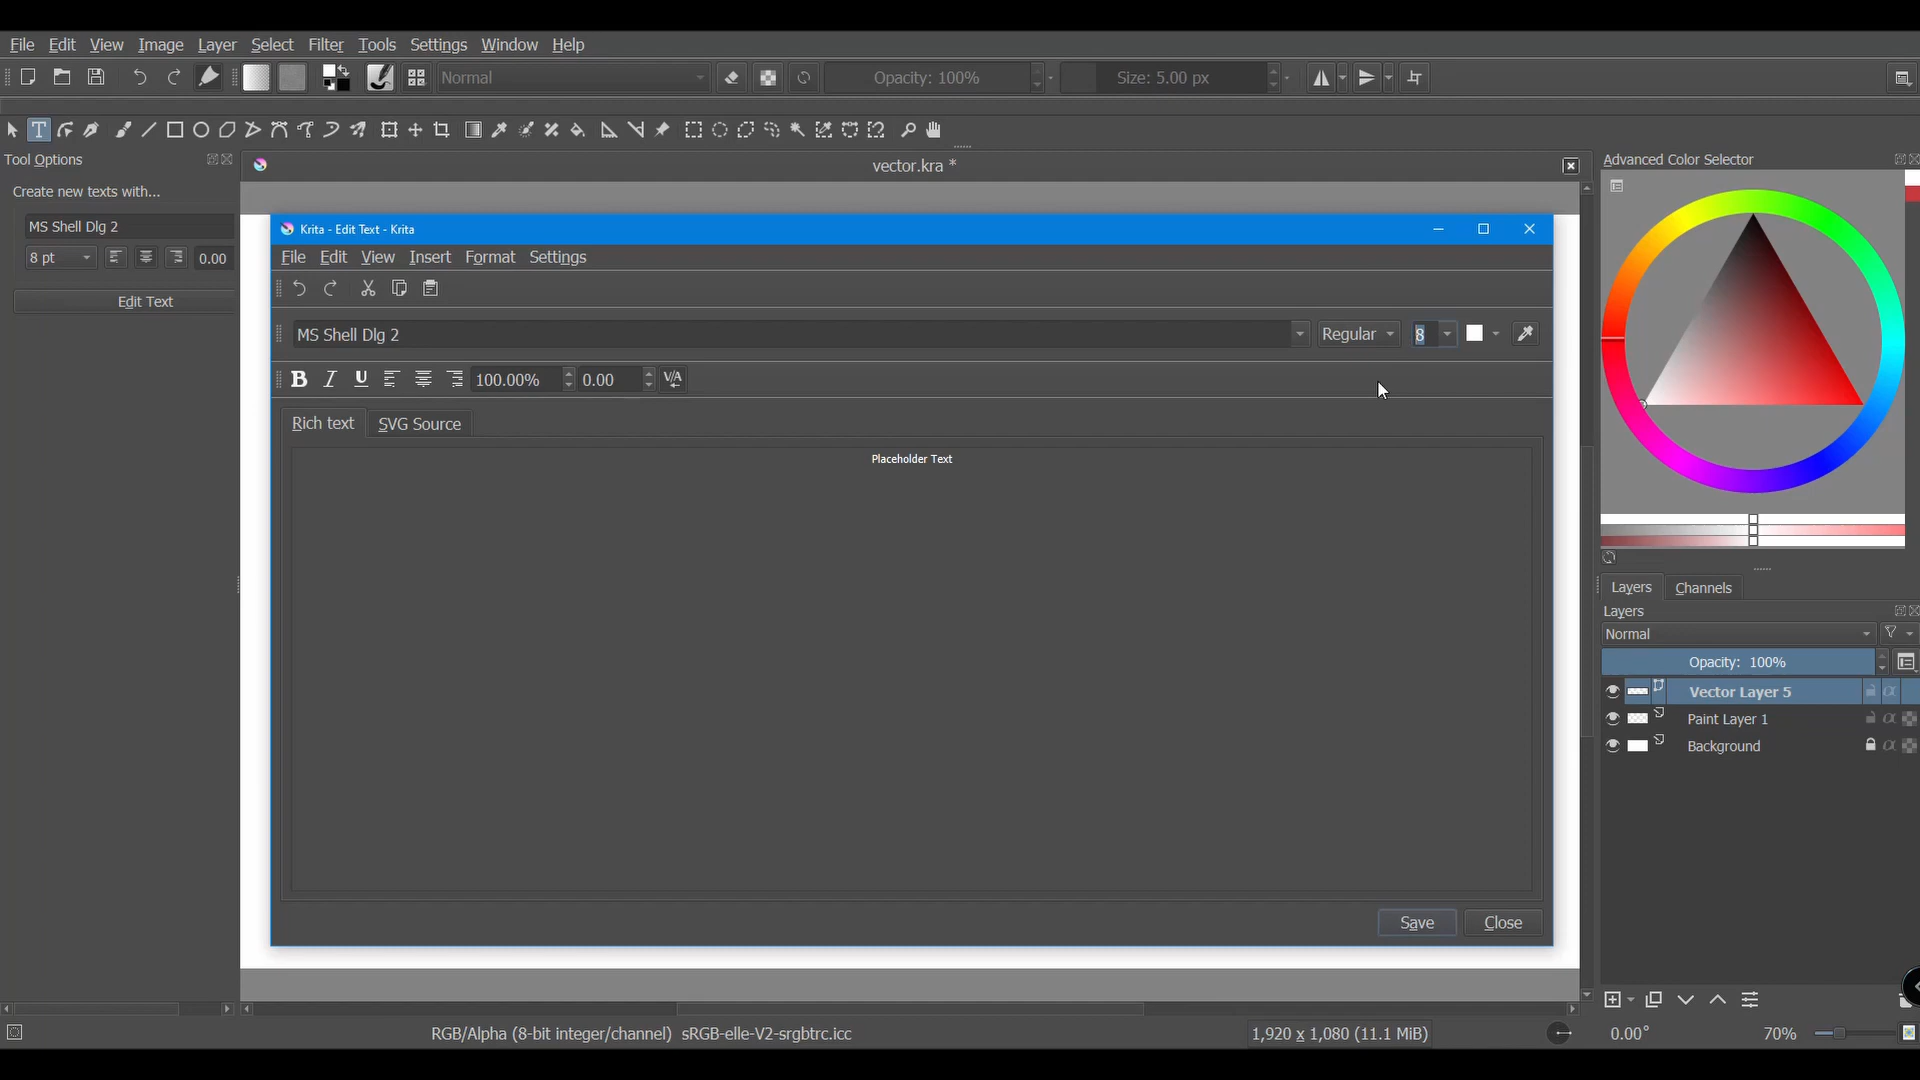 File Edit View Image Layer Select Filter Tools Settings Window Help
Normal Opacity: 100% Size: 5.00 px
Tool Options
Create new texts with...
MS Shell Dlg 2
8 pt 0.00
Edit Text
vector.kra *
Krita - Edit Text - Krita
File Edit View Insert Format Settings
MS Shell Dlg 2 Regular 8
B I U 100.00% 0.00 V/A
Rich text SVG Source
Placeholder Text
Save Close
Advanced Color Selector
Layers Channels
Layers
Normal
Opacity: 100%
Vector Layer 5
Paint Layer 1
Background
RGB/Alpha (8-bit integer/channel) sRGB-elle-V2-srgbtrc.icc 1,920 x 1,080 (11.1 MiB) 0.00° 70%